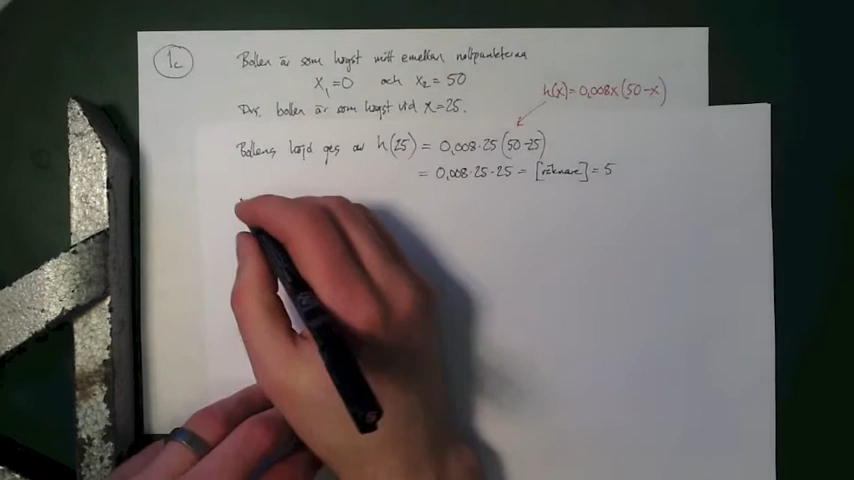 1c
Bollen är som högst mitt emellan nollpunkterna
x₁=0 och x₂=50
Dvs. bollen är som högst vid x=25.
h(x)=0,008x(50-x)
Bollens höjd ges av h(25) = 0,008·25(50-25)
= 0,008·25·25 = [räknare] = 5